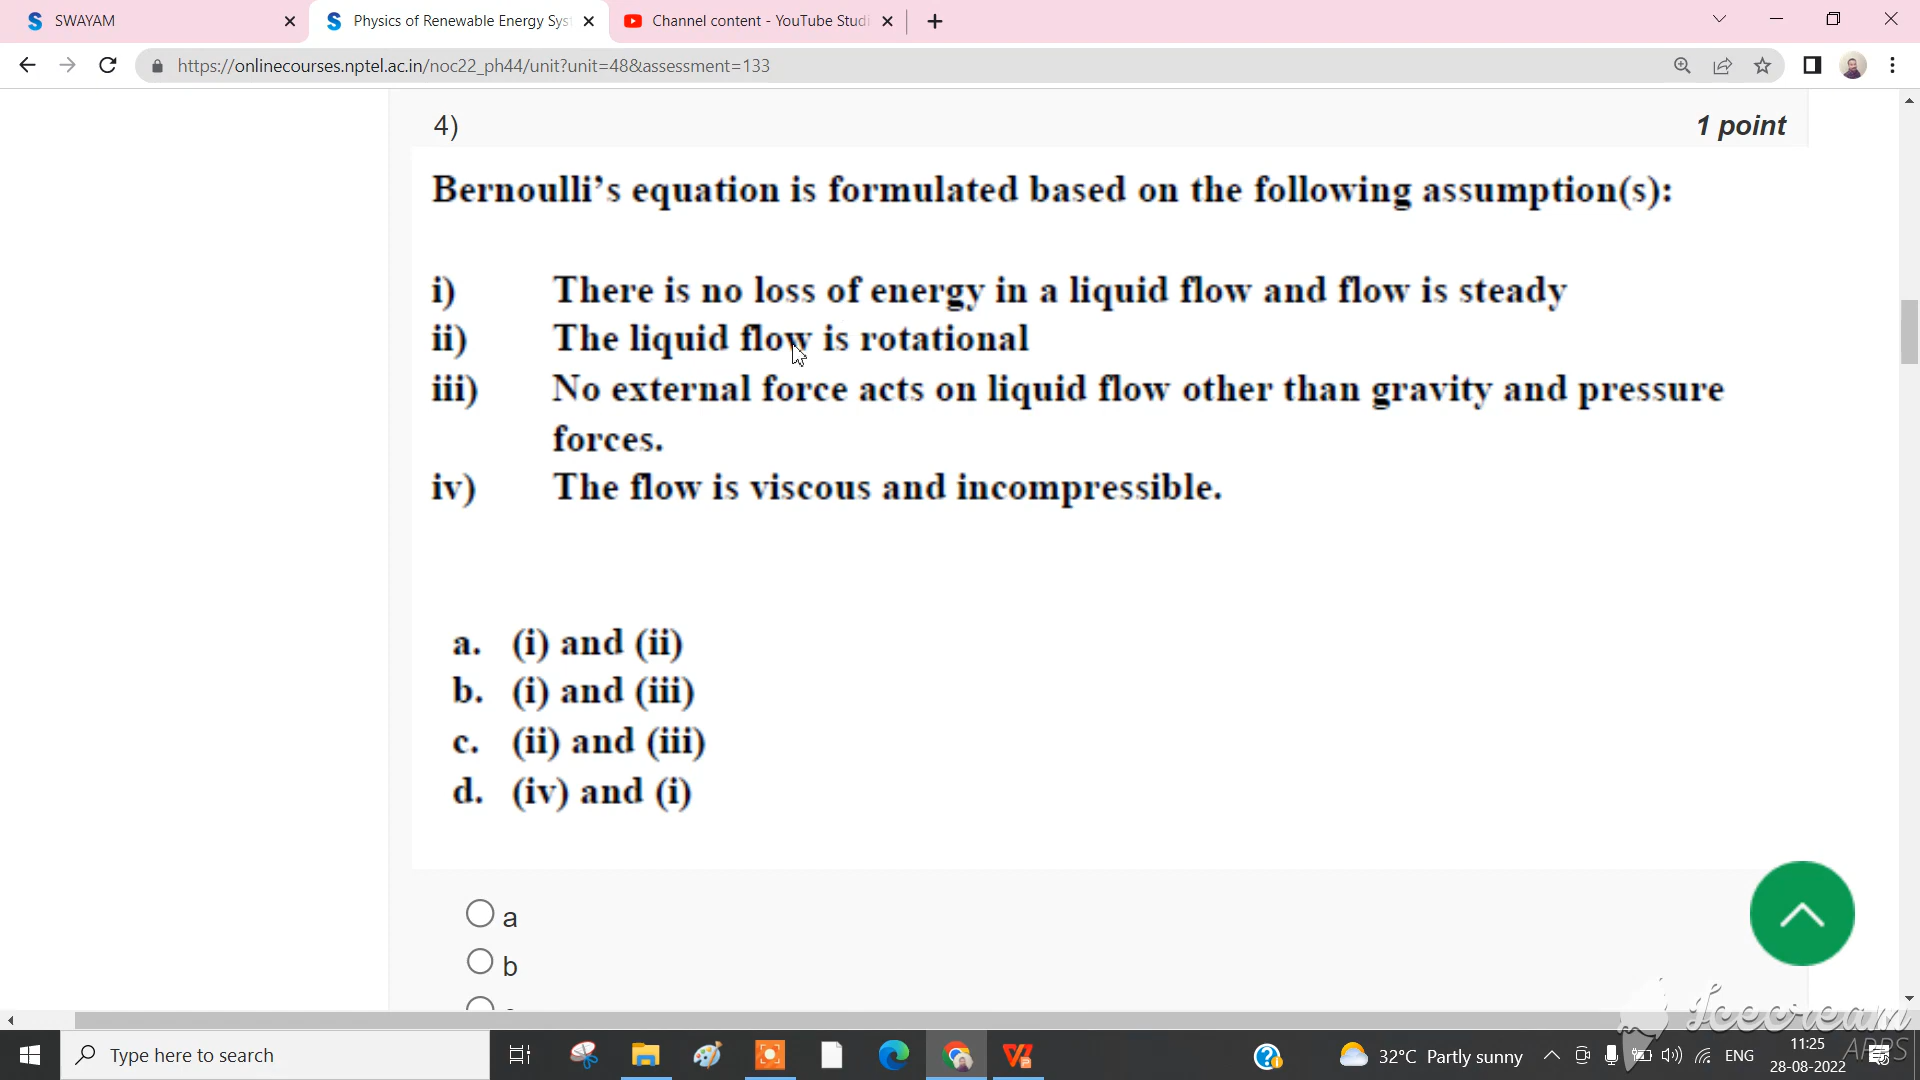 SWAYAM
Physics of Renewable Energy Syst
Channel content - YouTube Studi
https://onlinecourses.nptel.ac.in/noc22_ph44/unit?unit=48&assessment=133
4)
1 point
Bernoulli's equation is formulated based on the following assumption(s):
i) There is no loss of energy in a liquid flow and flow is steady
ii) The liquid flow is rotational
iii) No external force acts on liquid flow other than gravity and pressure
forces.
iv) The flow is viscous and incompressible.
a. (i) and (ii)
b. (i) and (iii)
c. (ii) and (iii)
d. (iv) and (i)
a
b
Icecream
APPS
Type here to search
32°C Partly sunny
ENG
11:25
28-08-2022